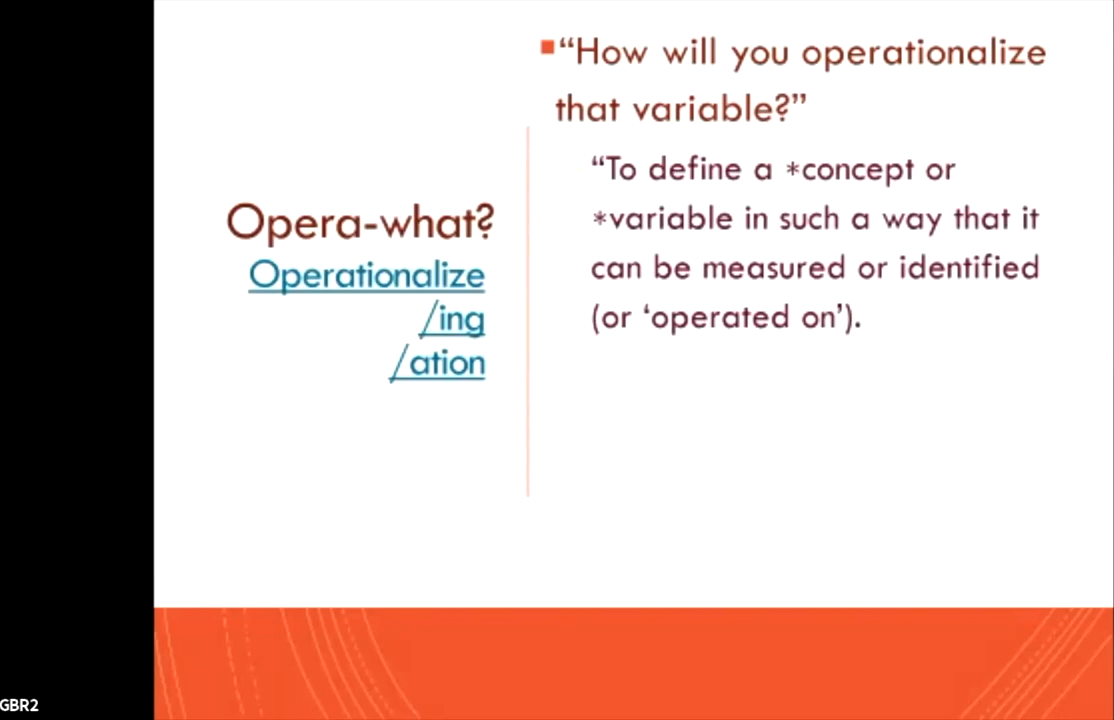 Opera-what?
Operationalize
/ing
/ation
“How will you operationalize
that variable?”
“To define a *concept or
*variable in such a way that it
can be measured or identified
(or ‘operated on’).
GBR2